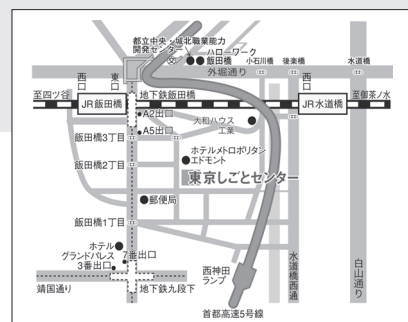 都立中央・城北職業能力
開発センター
ハローワーク
飯田橋
小石川橋
後楽橋
水道橋
外堀通り
西口
東口
西口
至四ツ谷
地下鉄飯田橋
至御茶ノ水
JR飯田橋
JR水道橋
A2出口
大和ハウス
工業
A5出口
飯田橋3丁目
ホテルメトロポリタン
エドモント
飯田橋2丁目
東京しごとセンター
郵便局
飯田橋1丁目
ホテル
グランドパレス
7番出口
3番出口
西神田
ランプ
水道橋西通り
白山通り
靖国通り
地下鉄九段下
首都高速5号線